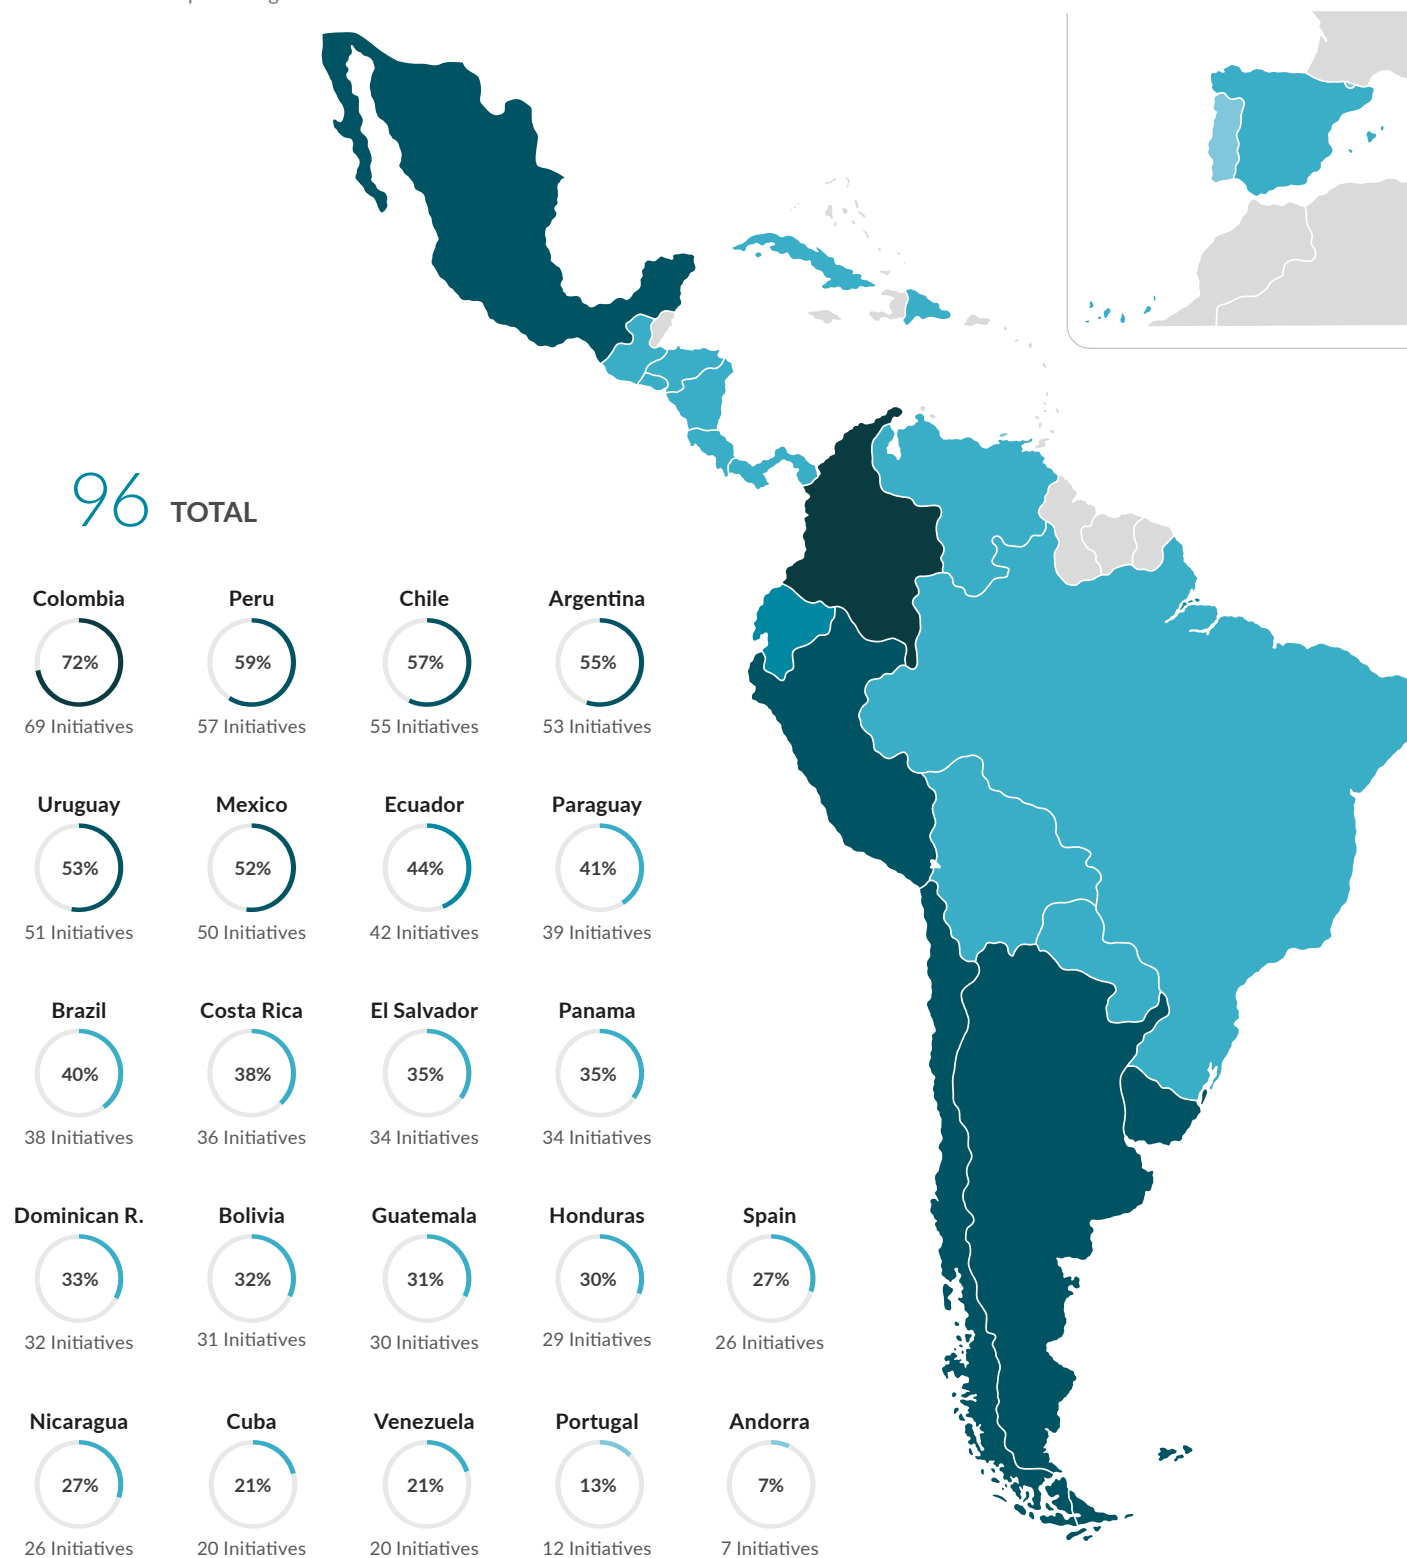 96 TOTAL
Colombia Peru Chile Argentina
72% 59% 57% 55%
69 Initiatives 57 Initiatives 55 Initiatives 53 Initiatives
Uruguay Mexico Ecuador Paraguay
53% 52% 44% 41%
51 Initiatives 50 Initiatives 42 Initiatives 39 Initiatives
Brazil Costa Rica El Salvador Panama
40% 38% 35% 35%
38 Initiatives 36 Initiatives 34 Initiatives 34 Initiatives
Dominican R. Bolivia Guatemala Honduras Spain
33% 32% 31% 30% 27%
32 Initiatives 31 Initiatives 30 Initiatives 29 Initiatives 26 Initiatives
Nicaragua Cuba Venezuela Portugal Andorra
27% 21% 21% 13% 7%
26 Initiatives 20 Initiatives 20 Initiatives 12 Initiatives 7 Initiatives